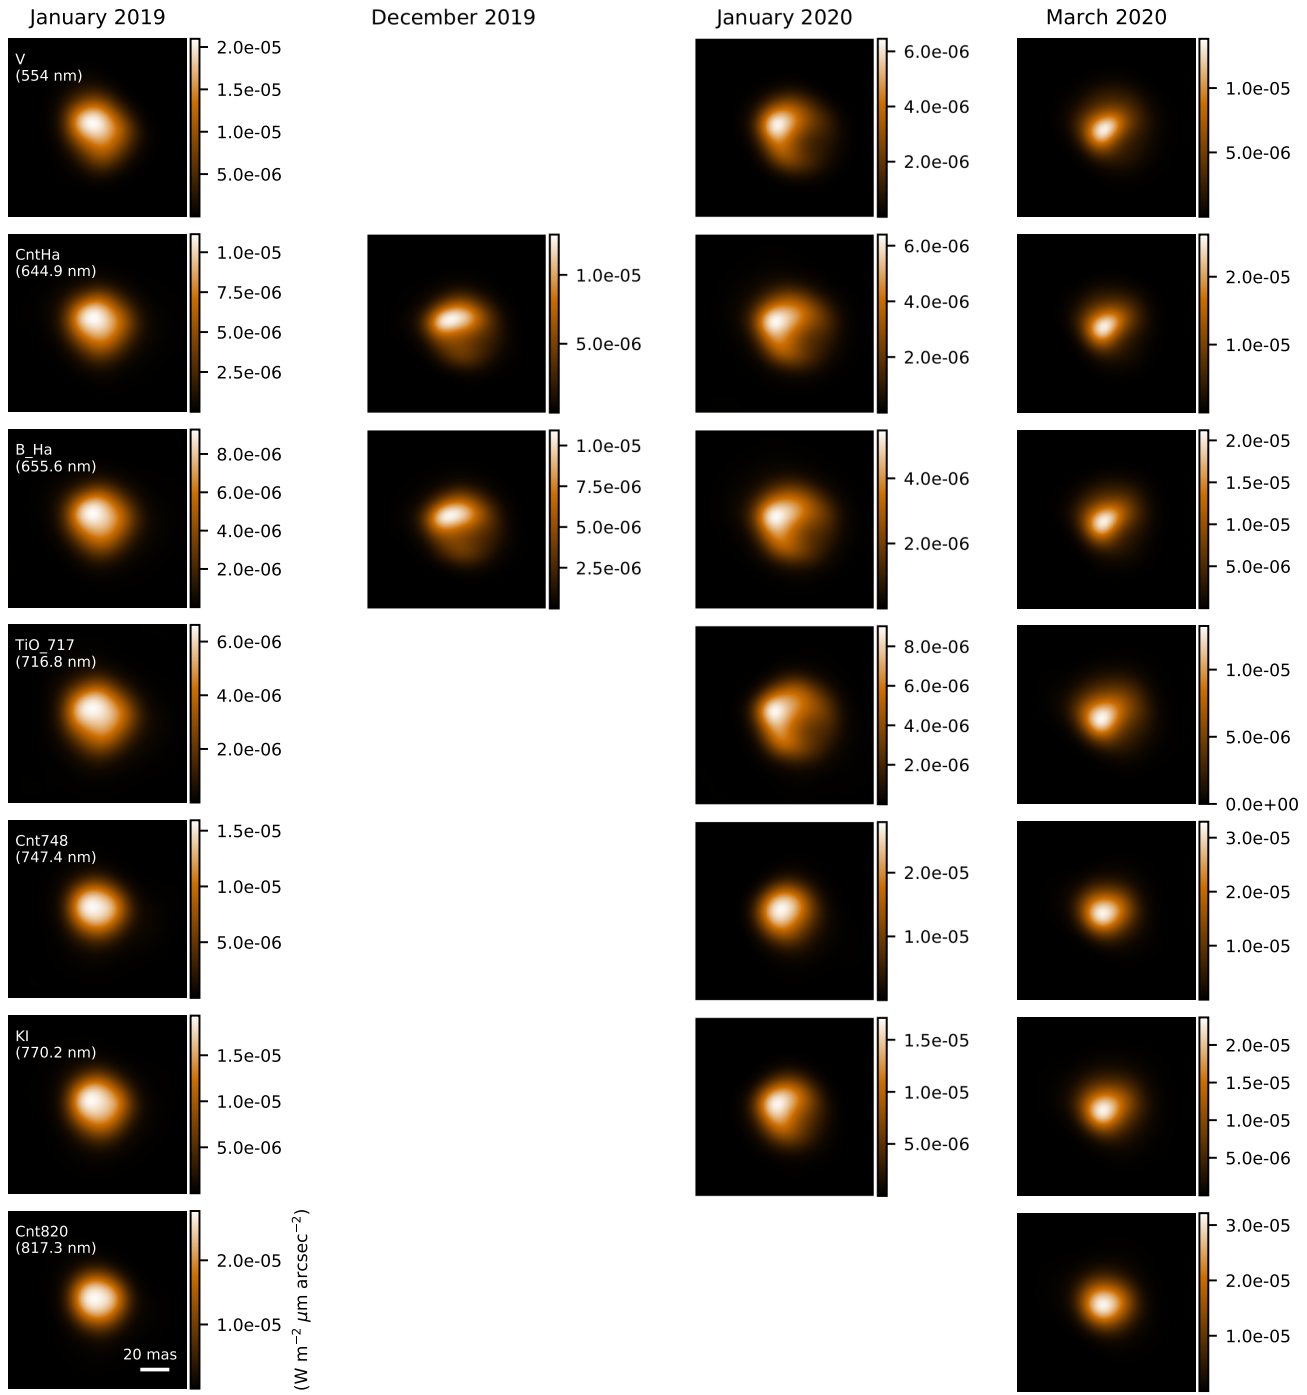 January 2019
December 2019
January 2020
March 2020
V
(554 nm)
2.0e-05
1.5e-05
1.0e-05
5.0e-06
6.0e-06
4.0e-06
2.0e-06
1.0e-05
5.0e-06
CntHa
(644.9 nm)
1.0e-05
7.5e-06
5.0e-06
2.5e-06
1.0e-05
5.0e-06
6.0e-06
4.0e-06
2.0e-06
2.0e-05
1.0e-05
B_Ha
(655.6 nm)
8.0e-06
6.0e-06
4.0e-06
2.0e-06
1.0e-05
7.5e-06
5.0e-06
2.5e-06
4.0e-06
2.0e-06
2.0e-05
1.5e-05
1.0e-05
5.0e-06
TiO_717
(716.8 nm)
6.0e-06
4.0e-06
2.0e-06
8.0e-06
6.0e-06
4.0e-06
2.0e-06
1.0e-05
5.0e-06
0.0e+00
Cnt748
(747.4 nm)
1.5e-05
1.0e-05
5.0e-06
2.0e-05
1.0e-05
3.0e-05
2.0e-05
1.0e-05
KI
(770.2 nm)
1.5e-05
1.0e-05
5.0e-06
1.5e-05
1.0e-05
5.0e-06
2.0e-05
1.5e-05
1.0e-05
5.0e-06
Cnt820
(817.3 nm)
20 mas
2.0e-05
1.0e-05
(W m⁻² μm arcsec⁻²)
3.0e-05
2.0e-05
1.0e-05